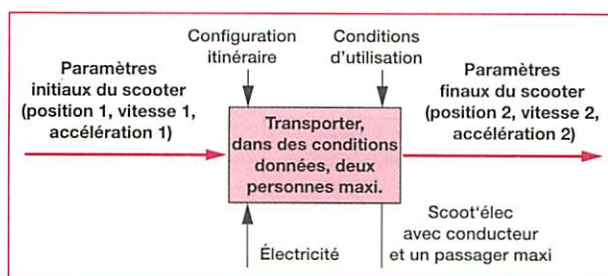 Configuration
itinéraire
Conditions
d'utilisation
Paramètres
initiaux du scooter
(position 1, vitesse 1,
accélération 1)
Transporter,
dans des conditions
données, deux
personnes maxi.
Paramètres
finaux du scooter
(position 2, vitesse 2,
accélération 2)
Électricité
Scoot'élec
avec conducteur
et un passager maxi